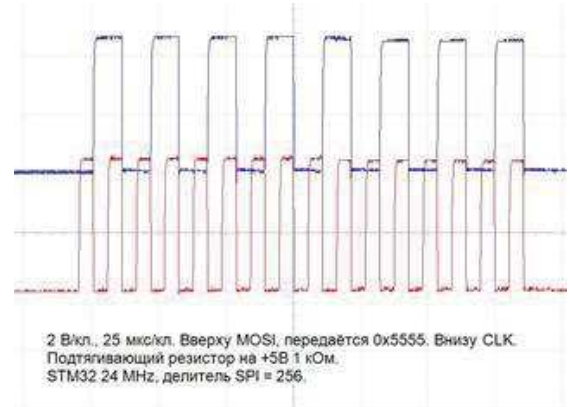 2 В/кл., 25 мкс/кл. Вверху MOSI, передаётся 0x5555. Внизу CLK.
Подтягивающий резистор на +5В 1 кОм.
STM32 24 MHz, делитель SPI = 256.